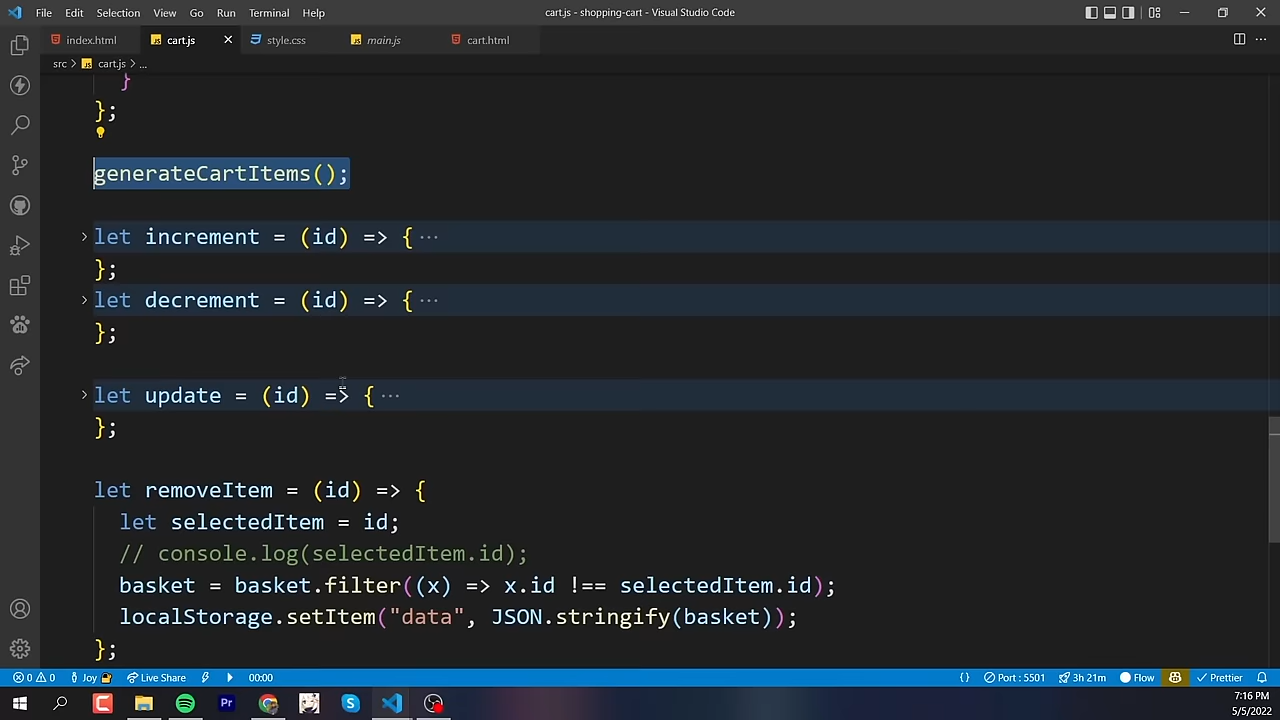 File Edit Selection View Go Run Terminal Help cart.js - shopping-cart - Visual Studio Code
index.html cart.js style.css main.js cart.html
src > cart.js > ...
}
};
generateCartItems();
let increment = (id) => { ...
};
let decrement = (id) => { ...
};
let update = (id) => { ...
};
let removeItem = (id) => {
let selectedItem = id;
// console.log(selectedItem.id);
basket = basket.filter((x) => x.id !== selectedItem.id);
localStorage.setItem("data", JSON.stringify(basket));
};
0 0 Joy Live Share 00:00 {} Port : 5501 3h 21m Flow Prettier
7:16 PM
5/5/2022